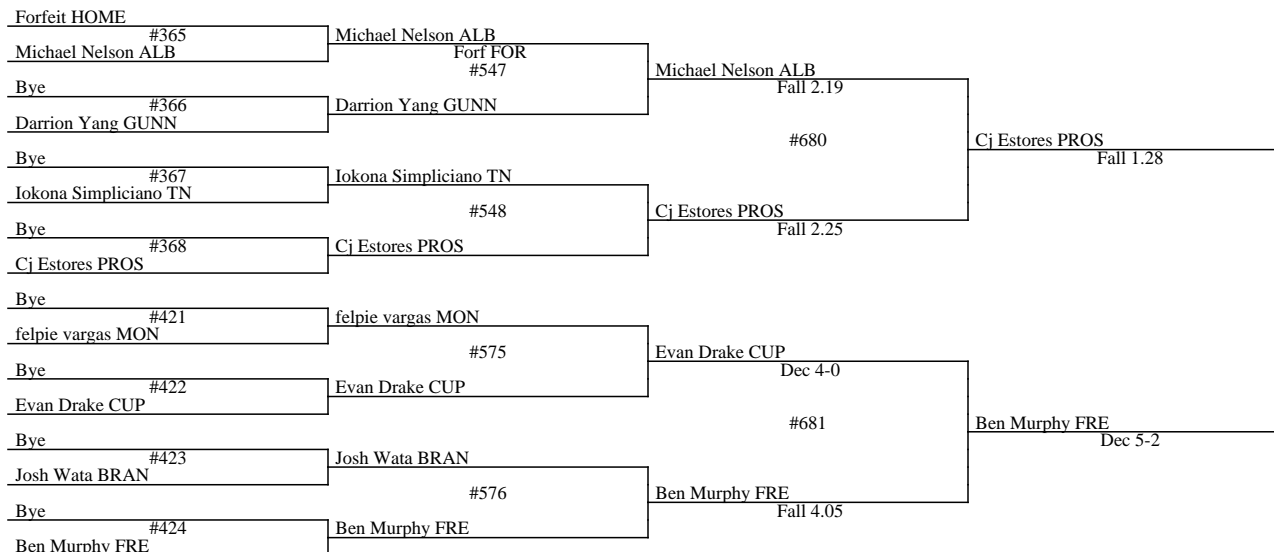 Forfeit HOME
#365
Michael Nelson ALB
Bye
#366
Darrion Yang GUNN
Bye
#367
Iokona Simpliciano TN
Bye
#368
Cj Estores PROS
Bye
#421
felpie vargas MON
Bye
#422
Evan Drake CUP
Bye
#423
Josh Wata BRAN
Bye
#424
Ben Murphy FRE
Michael Nelson ALB
Forf FOR
#547
Darrion Yang GUNN
Iokona Simpliciano TN
#548
Cj Estores PROS
felpie vargas MON
#575
Evan Drake CUP
Josh Wata BRAN
#576
Ben Murphy FRE
Michael Nelson ALB
Fall 2.19
#680
Cj Estores PROS
Fall 2.25
Evan Drake CUP
Dec 4-0
#681
Ben Murphy FRE
Fall 4.05
Cj Estores PROS
Fall 1.28
Ben Murphy FRE
Dec 5-2